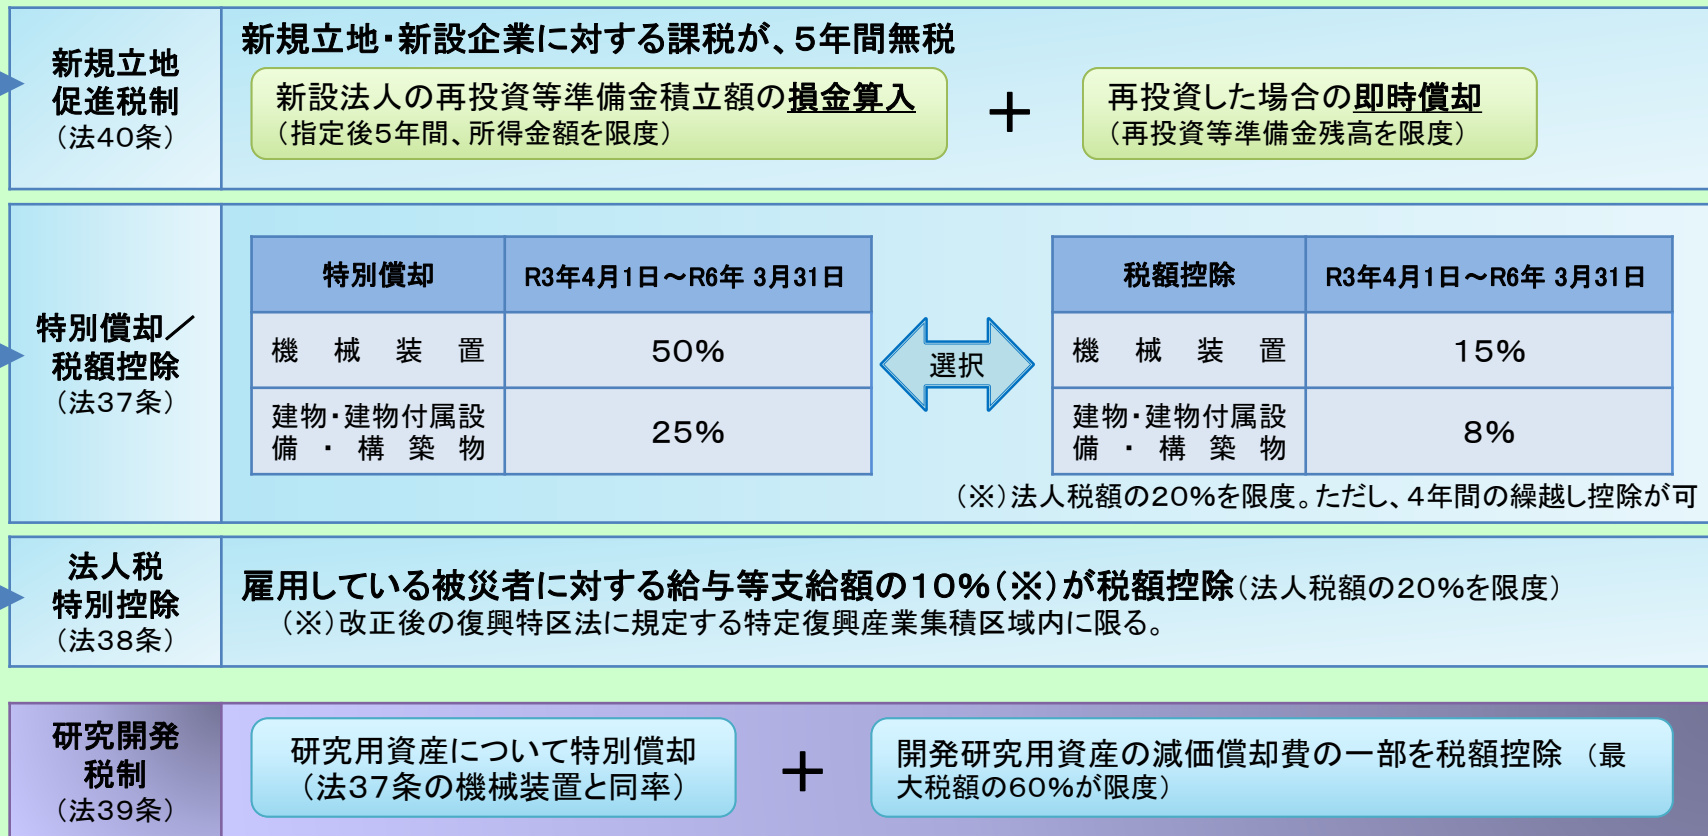 新規立地
促進税制
（法40条）
新規立地・新設企業に対する課税が、5年間無税
新設法人の再投資等準備金積立額の損金算入
（指定後5年間、所得金額を限度）
＋
再投資した場合の即時償却
（再投資等準備金残高を限度）
特別償却／
税額控除
（法37条）
特別償却 R3年4月1日～R6年 3月31日
機械装置 50％
建物・建物付属設
備・構築物 25％
選択
税額控除 R3年4月1日～R6年 3月31日
機械装置 15％
建物・建物付属設
備・構築物 8％
（※）法人税額の20％を限度。ただし、4年間の繰越し控除が可
法人税
特別控除
（法38条）
雇用している被災者に対する給与等支給額の10％（※）が税額控除（法人税額の20％を限度）
（※）改正後の復興特区法に規定する特定復興産業集積区域内に限る。
研究開発
税制
（法39条）
研究用資産について特別償却
（法37条の機械装置と同率）
＋
開発研究用資産の減価償却費の一部を税額控除 （最
大税額の60％が限度）